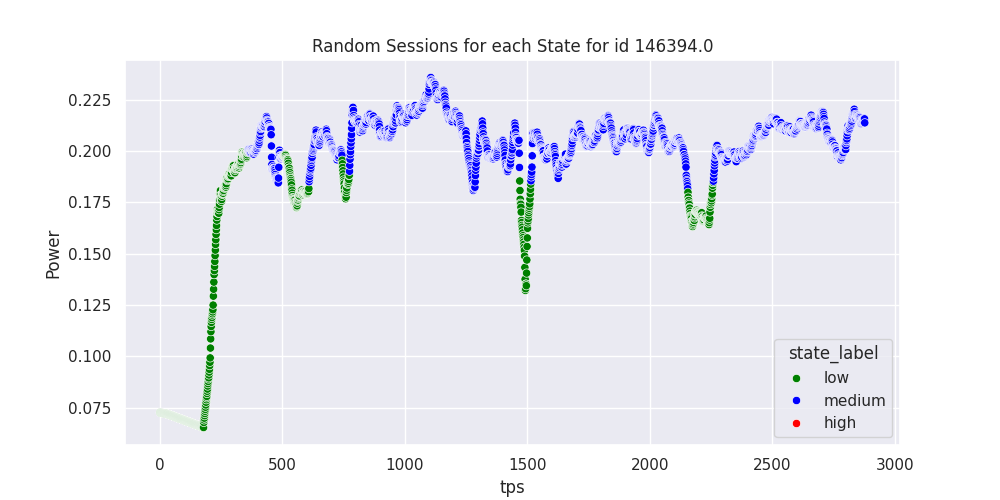 Random Sessions for each State for id 146394.0
Power
0.225
0.200
0.175
0.150
0.125
0.100
0.075
state_label
low
medium
high
0 500 1000 1500 2000 2500 3000
tps